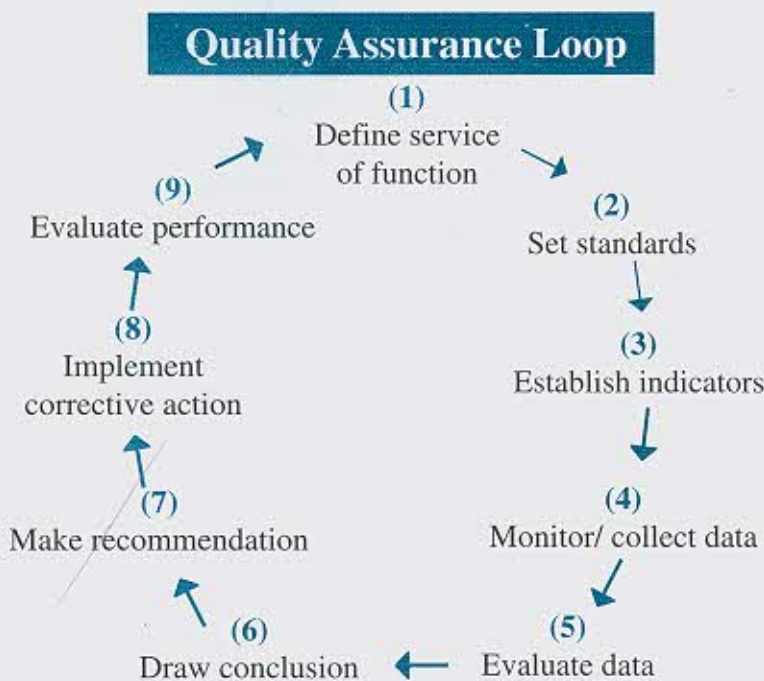 Quality Assurance Loop
(1)
Define service
of function
(2)
Set standards
(3)
Establish indicators
(4)
Monitor/ collect data
(5)
Evaluate data
(6)
Draw conclusion
(7)
Make recommendation
(8)
Implement
corrective action
(9)
Evaluate performance